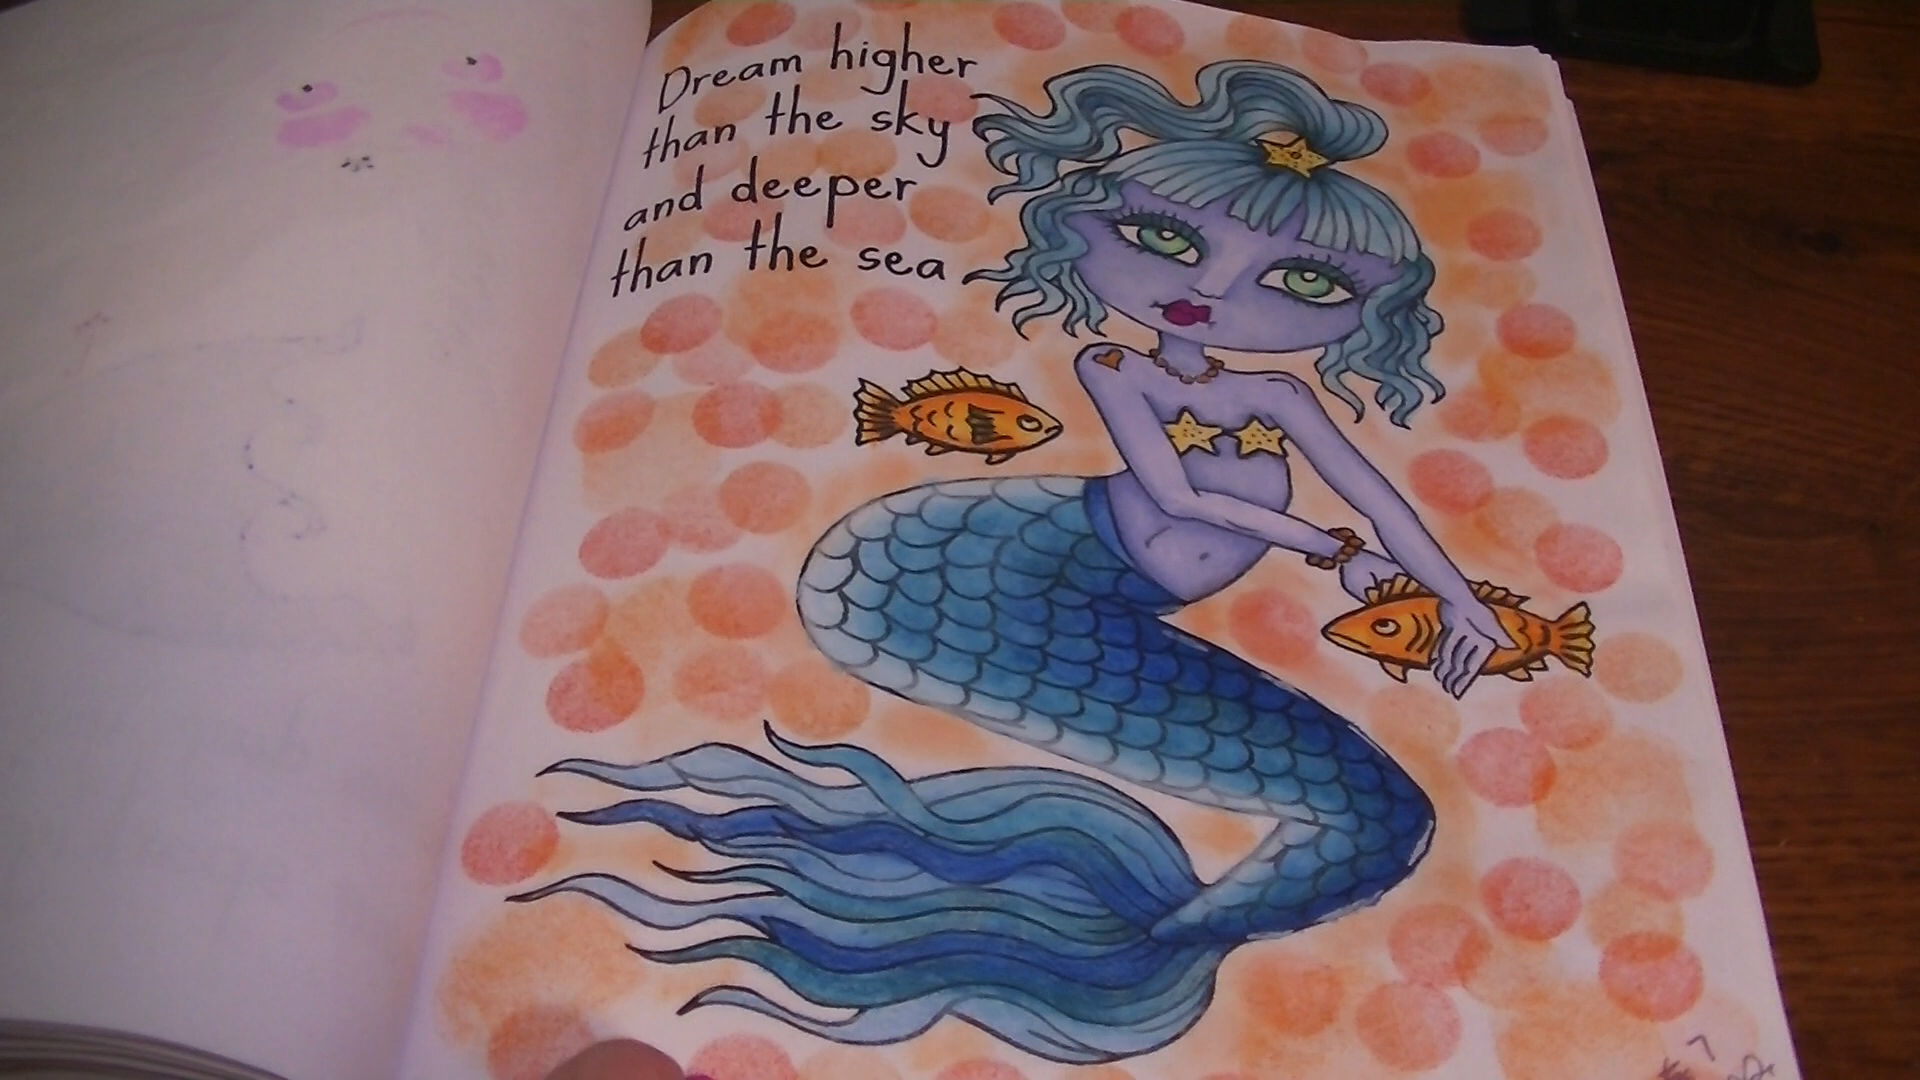 Dream higher
than the sky
and deeper
than the sea